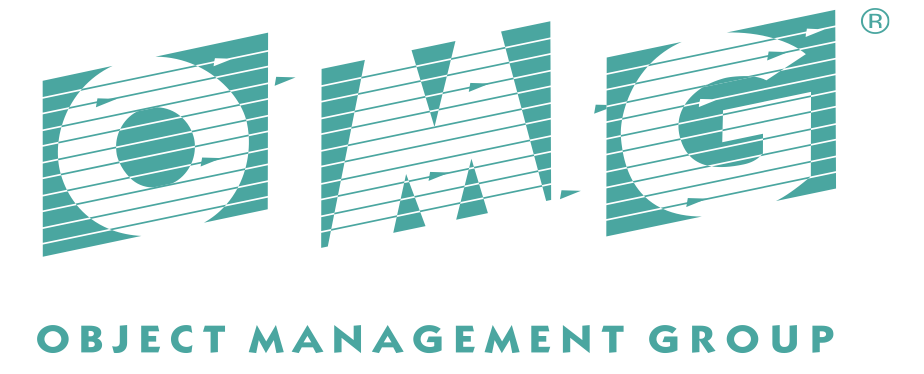 OMG®
OBJECT MANAGEMENT GROUP